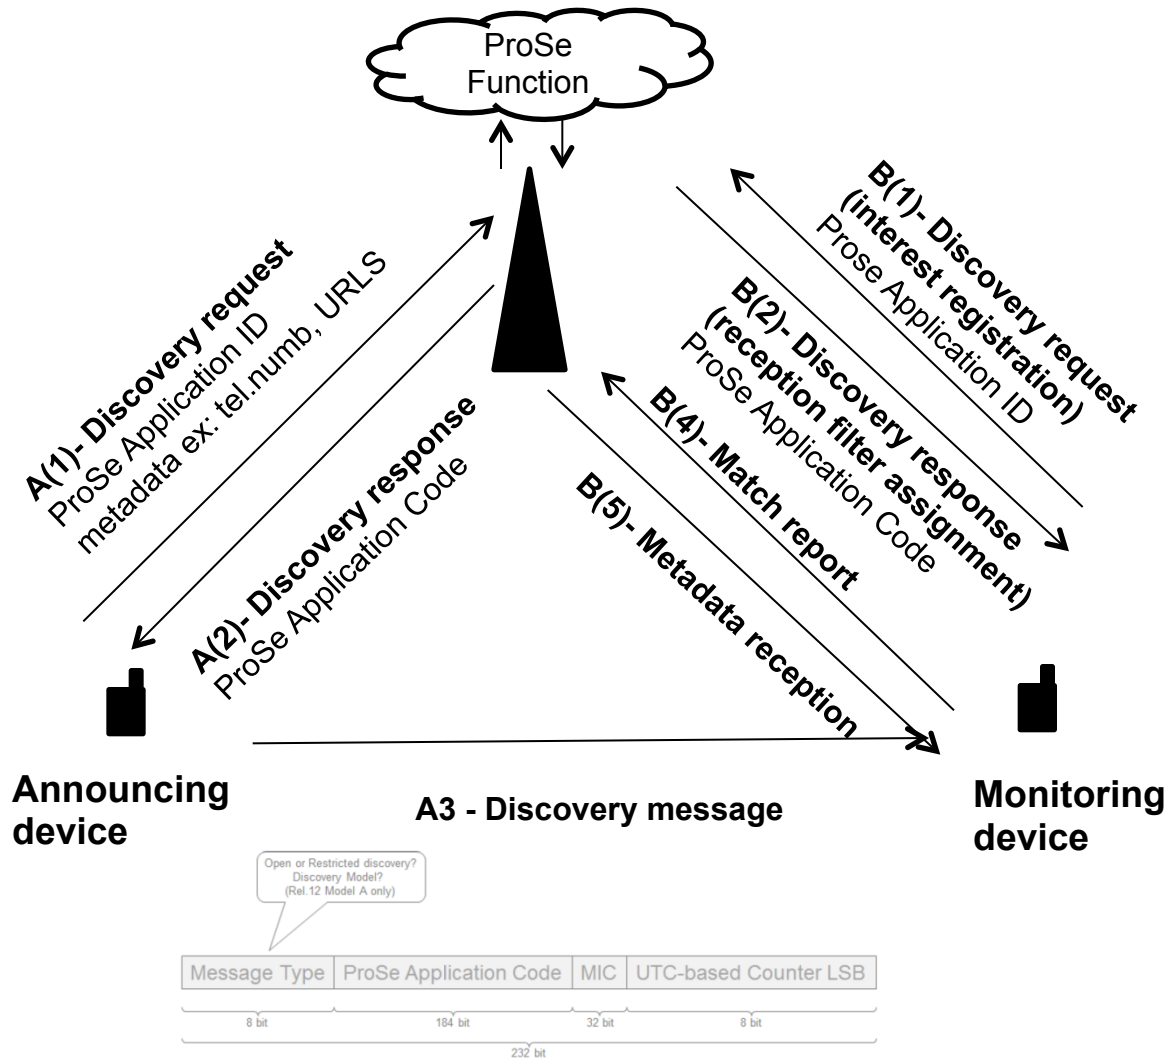 ProSe
Function
A(1)- Discovery request
ProSe Application ID
metadata ex: tel.numb, URLS
A(2)- Discovery response
ProSe Application Code
B(1)- Discovery request
(interest registration)
Prose Application ID
B(2)- Discovery response
(reception filter assignment)
ProSe Application Code
B(4)- Match report
B(5)- Metadata reception
Announcing
device
A3 - Discovery message
Monitoring
device
Open or Restricted discovery?
Discovery Model?
(Rel.12 Model A only)
Message Type ProSe Application Code MIC UTC-based Counter LSB
8 bit 184 bit 32 bit 8 bit
232 bit